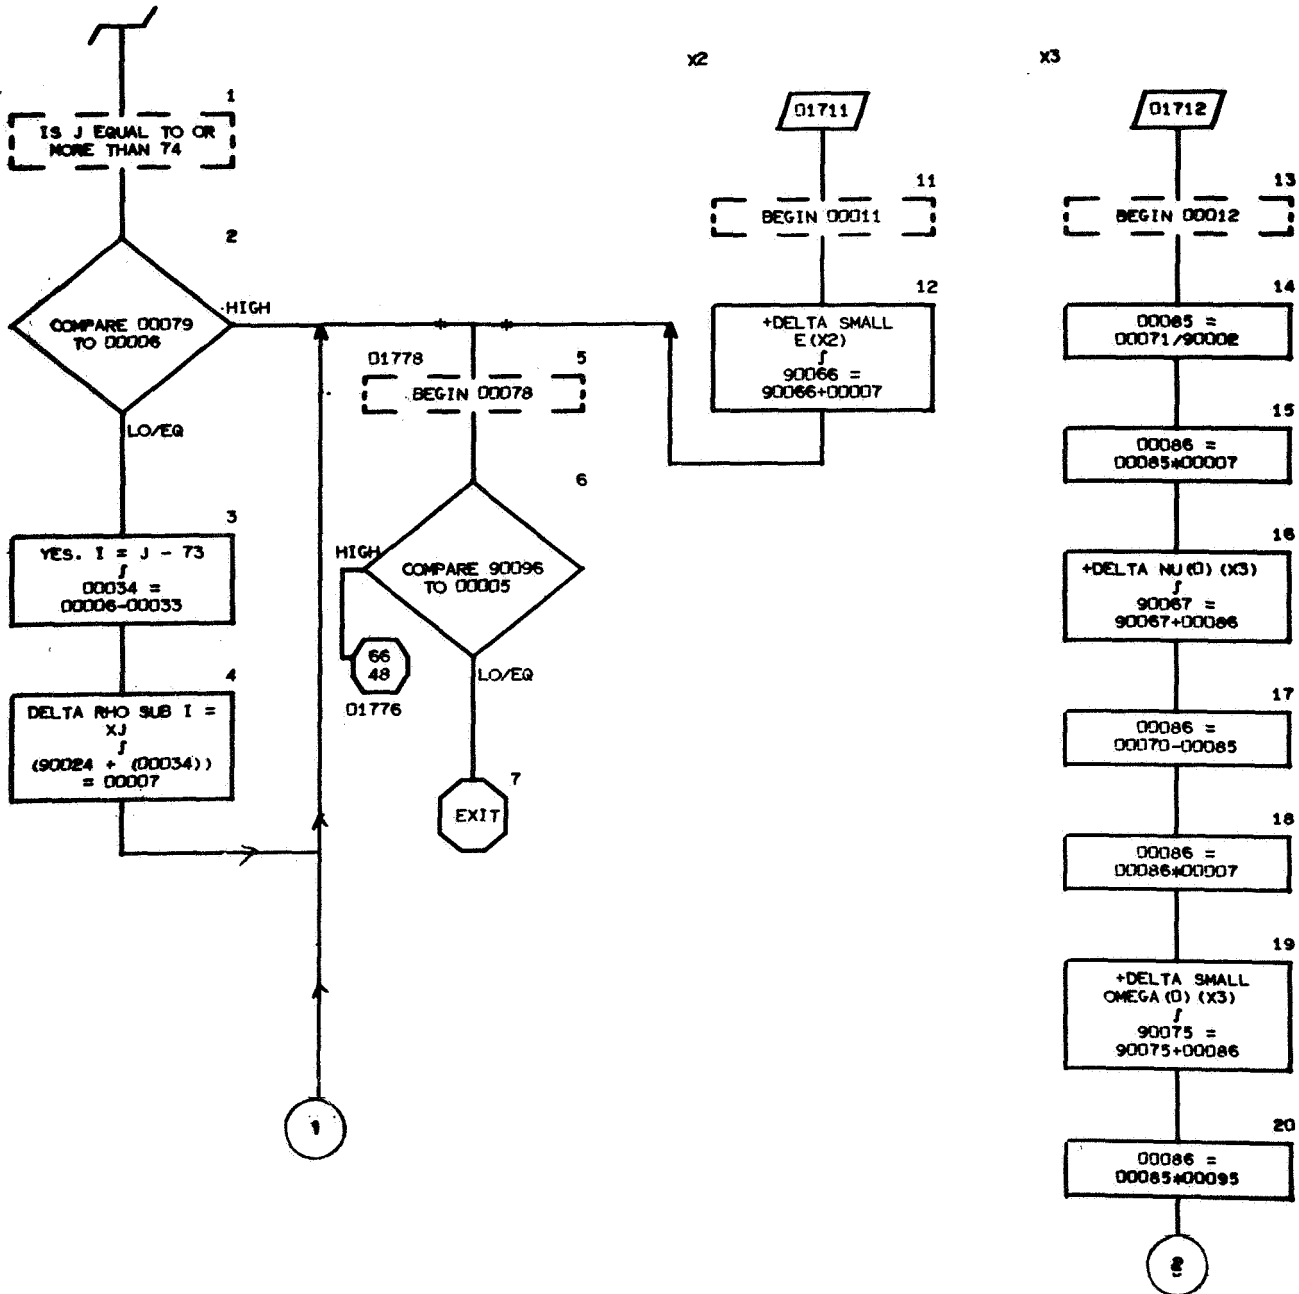 1
IS J EQUAL TO OR
MORE THAN 74
2
COMPARE 00079
TO 00006
HIGH
LO/EQ
3
YES. I = J - 73
∫
00034 =
00006-00033
4
DELTA RHO SUB I =
XJ
∫
(90024 + (00034))
= 00007
01778
5
BEGIN 00078
6
COMPARE 90096
TO 00005
HIGH
66
48
01776
LO/EQ
7
EXIT
1
X2
01711
11
BEGIN 00011
12
+DELTA SMALL
E(X2)
∫
90066 =
90066+00007
X3
01712
13
BEGIN 00012
14
00085 =
00071/90002
15
00086 =
00085*00007
16
+DELTA NU(0)(X3)
∫
90067 =
90067+00086
17
00086 =
00070-00085
18
00086 =
00086*00007
19
+DELTA SMALL
OMEGA(0)(X3)
∫
90075 =
90075+00086
20
00086 =
00085*00095